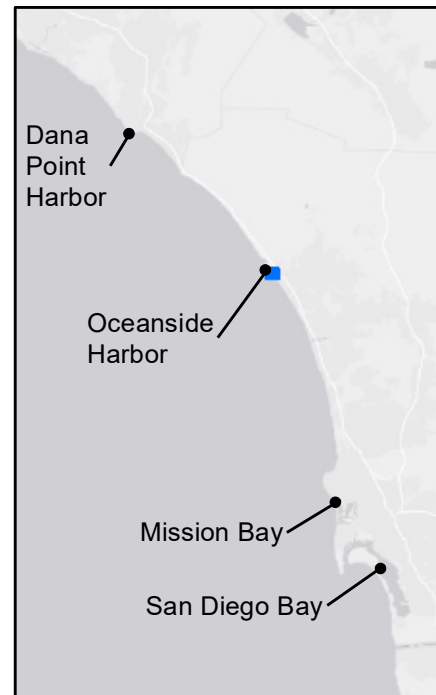 Dana
Point
Harbor
Oceanside
Harbor
Mission Bay
San Diego Bay